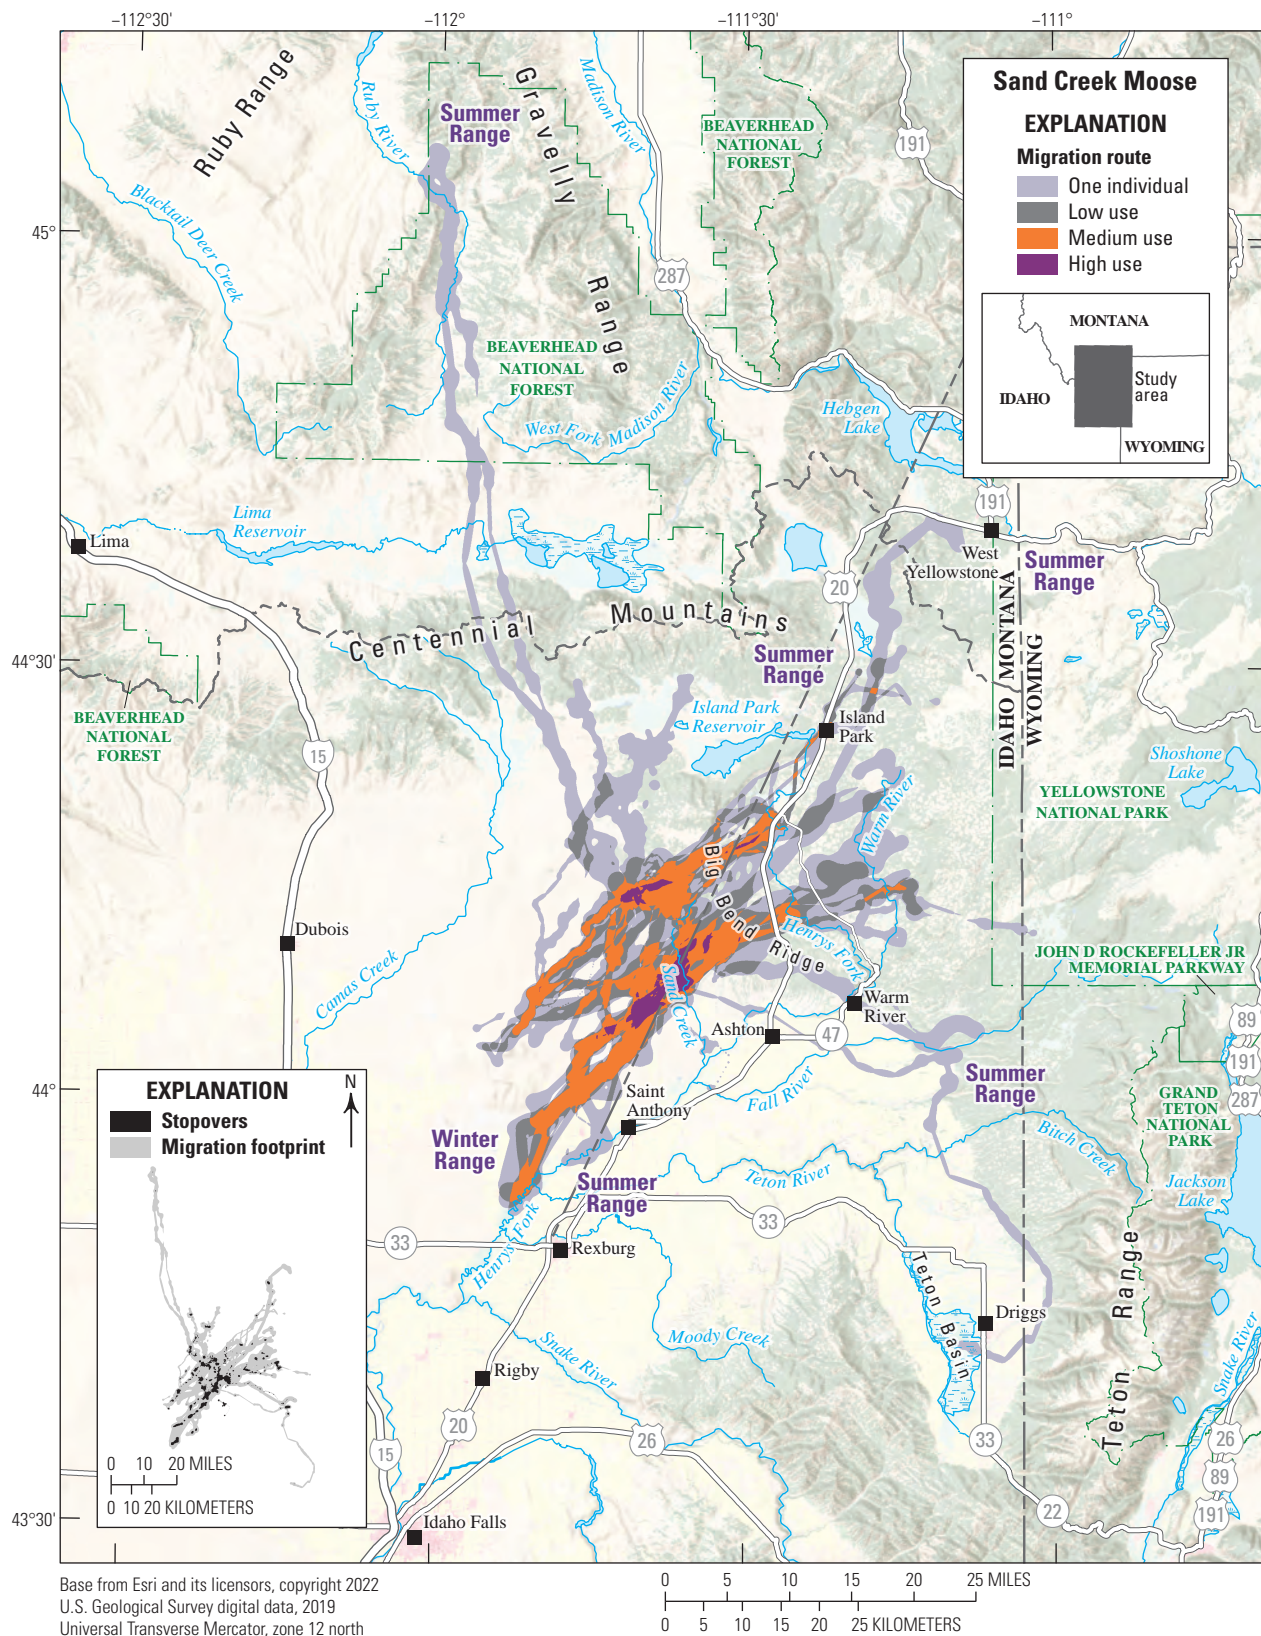 −112°30'
−112°
−111°30'
−111°
Sand Creek Moose
EXPLANATION
Migration route
One individual
Low use
Medium use
High use
MONTANA
IDAHO
Study
area
WYOMING
Ruby Range
Ruby River
Summer
Range
Gravelly
Range
Madison River
BEAVERHEAD
NATIONAL
FOREST
191
Blacktail Deer Creek
45°
287
BEAVERHEAD
NATIONAL
FOREST
West Fork Madison River
Hebgen
Lake
191
Lima
Reservoir
Lima
West
Yellowstone
Summer
Range
20
Centennial
Mountains
IDAHO
MONTANA
WYOMING
44°30'
Summer
Range
BEAVERHEAD
NATIONAL
FOREST
Island Park
Reservoir
Island
Park
15
Shoshone
Lake
YELLOWSTONE
NATIONAL PARK
Warm River
Big Bend Ridge
Dubois
Henrys Fork
JOHN D ROCKEFELLER JR
MEMORIAL PARKWAY
Camas Creek
Sand Creek
Warm
River
Ashton
47
89
191
287
44°
Summer
Range
EXPLANATION
Stopovers
Migration footprint
N
Saint
Anthony
Fall River
GRAND
TETON
NATIONAL
PARK
Winter
Range
Bitch Creek
Teton River
Summer
Range
Jackson
Lake
33
33
Henrys Fork
Rexburg
Teton Basin
Teton Range
Driggs
Moody Creek
Snake River
Snake River
Rigby
20
26
33
26
89
191
15
0 10 20 MILES
0 10 20 KILOMETERS
22
43°30'
Idaho Falls
Base from Esri and its licensors, copyright 2022
U.S. Geological Survey digital data, 2019
Universal Transverse Mercator, zone 12 north
0 5 10 15 20 25 MILES
0 5 10 15 20 25 KILOMETERS